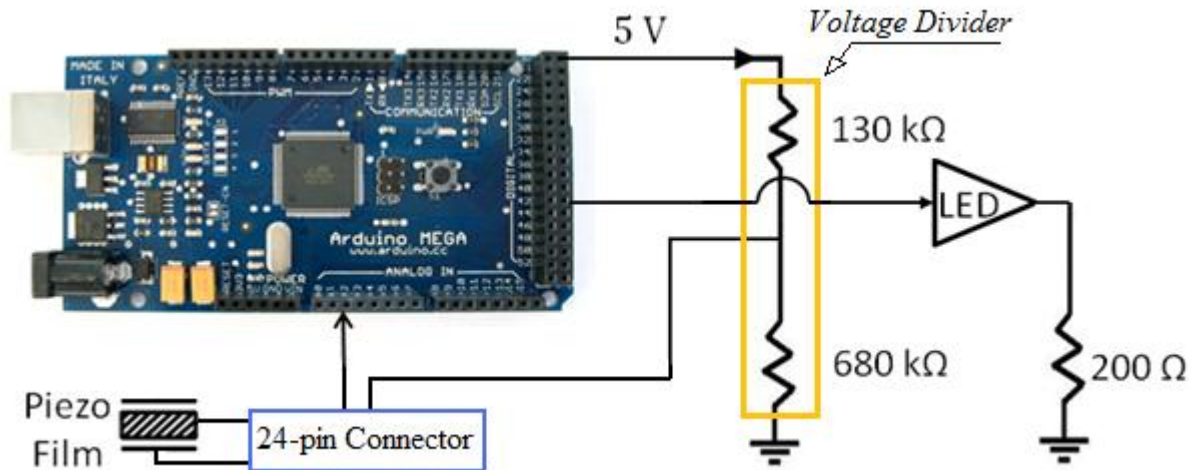 5 V
Voltage Divider
MADE IN
ITALY
PWM
COMMUNICATION
130 kΩ
LED
DIGITAL
ICSP
Arduino MEGA
www.arduino.cc
POWER
ANALOG IN
680 kΩ
200 Ω
Piezo
Film
24-pin Connector